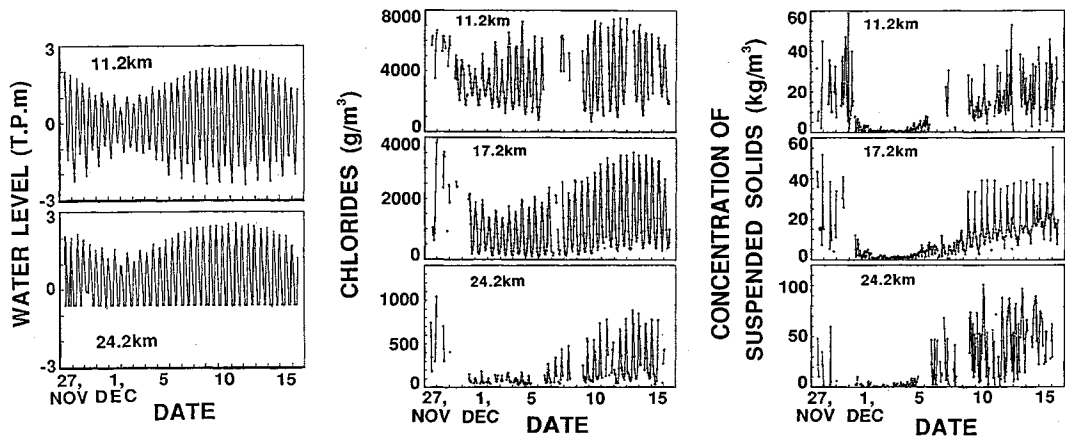 WATER LEVEL (T.P.m)
3
0
-3
11.2km
3
0
-3
24.2km
27, 1, 5 10 15
NOV DEC
DATE
CHLORIDES (g/m³)
8000
4000
0
11.2km
4000
2000
0
17.2km
1000
500
0
24.2km
27, 1, 5 10 15
NOV DEC
DATE
CONCENTRATION OF
SUSPENDED SOLIDS (kg/m³)
60
40
20
0
11.2km
60
40
20
0
17.2km
100
50
0
24.2km
27, 1, 5 10 15
NOV DEC
DATE